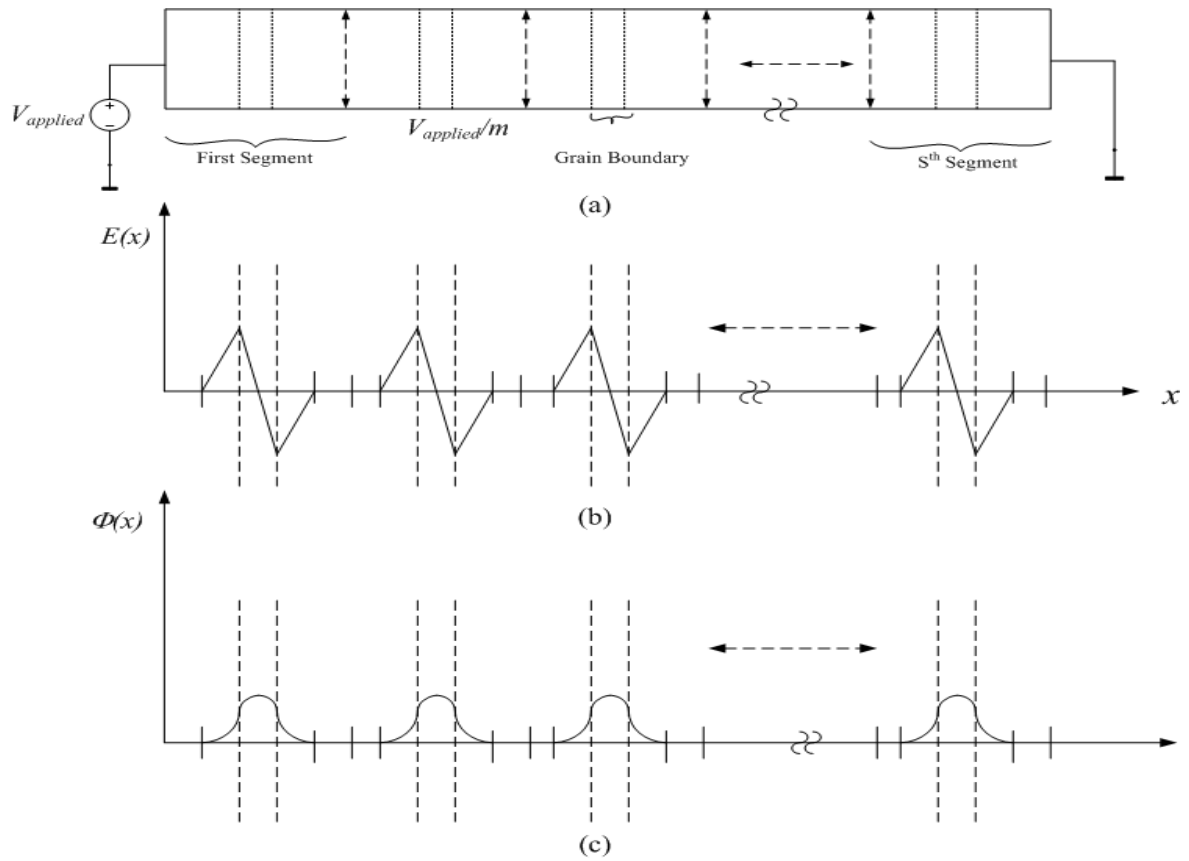 +
−
V_applied
V_applied/m
First Segment
Grain Boundary
S^th Segment
(a)
E(x)
x
(b)
Φ(x)
(c)